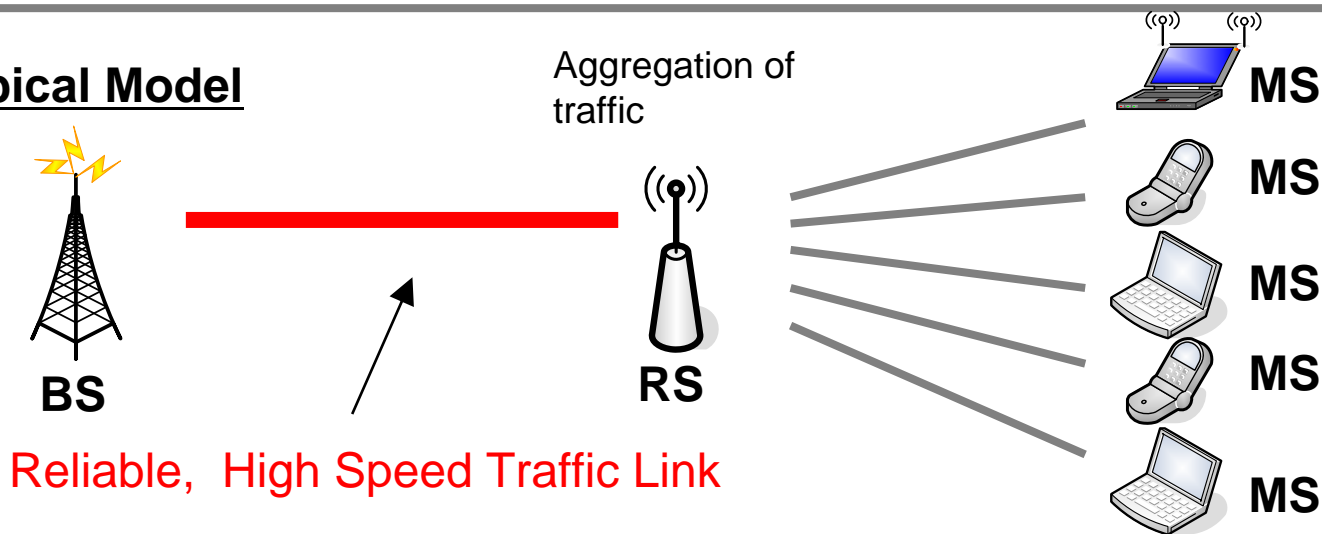 pical Model
Aggregation of
traffic
MS
MS
MS
MS
MS
BS
RS
Reliable, High Speed Traffic Link